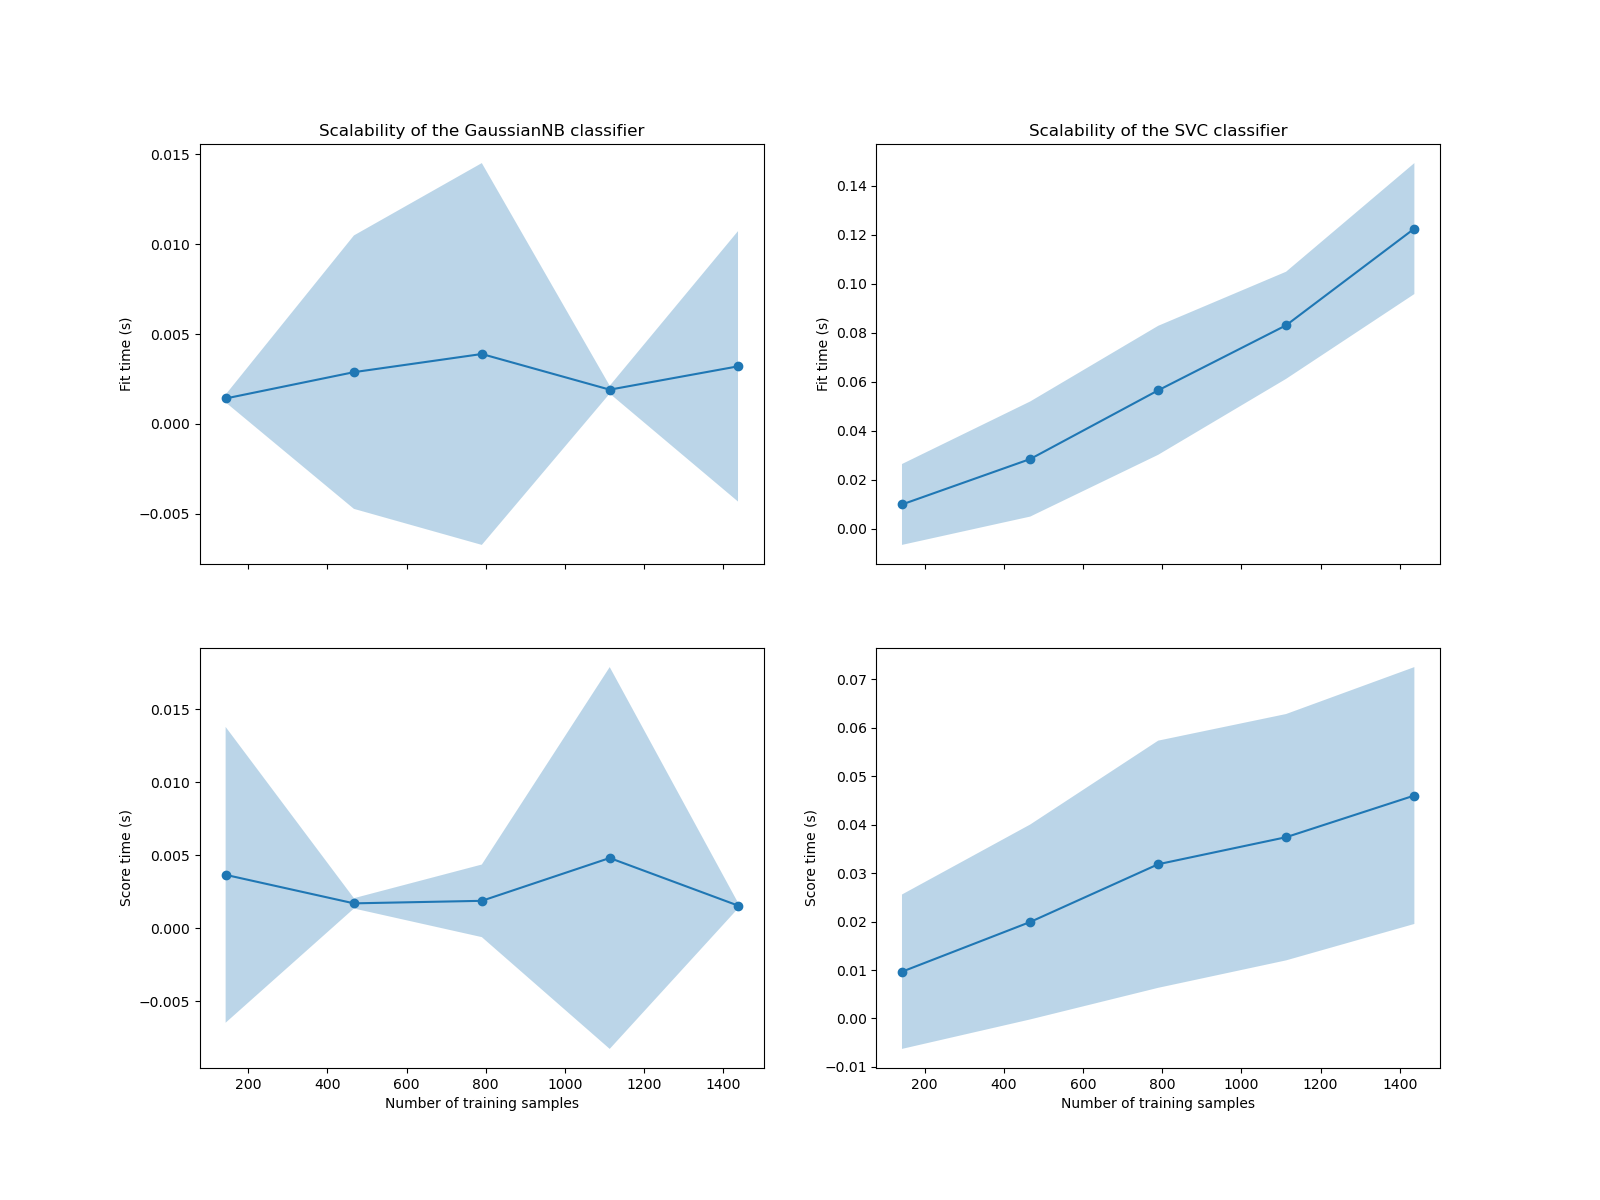 Scalability of the GaussianNB classifier
0.015
0.010
0.005
0.000
−0.005
Fit time (s)
Scalability of the SVC classifier
0.14
0.12
0.10
0.08
0.06
0.04
0.02
0.00
Fit time (s)
0.015
0.010
0.005
0.000
−0.005
Score time (s)
200 400 600 800 1000 1200 1400
Number of training samples
0.07
0.06
0.05
0.04
0.03
0.02
0.01
0.00
−0.01
Score time (s)
200 400 600 800 1000 1200 1400
Number of training samples